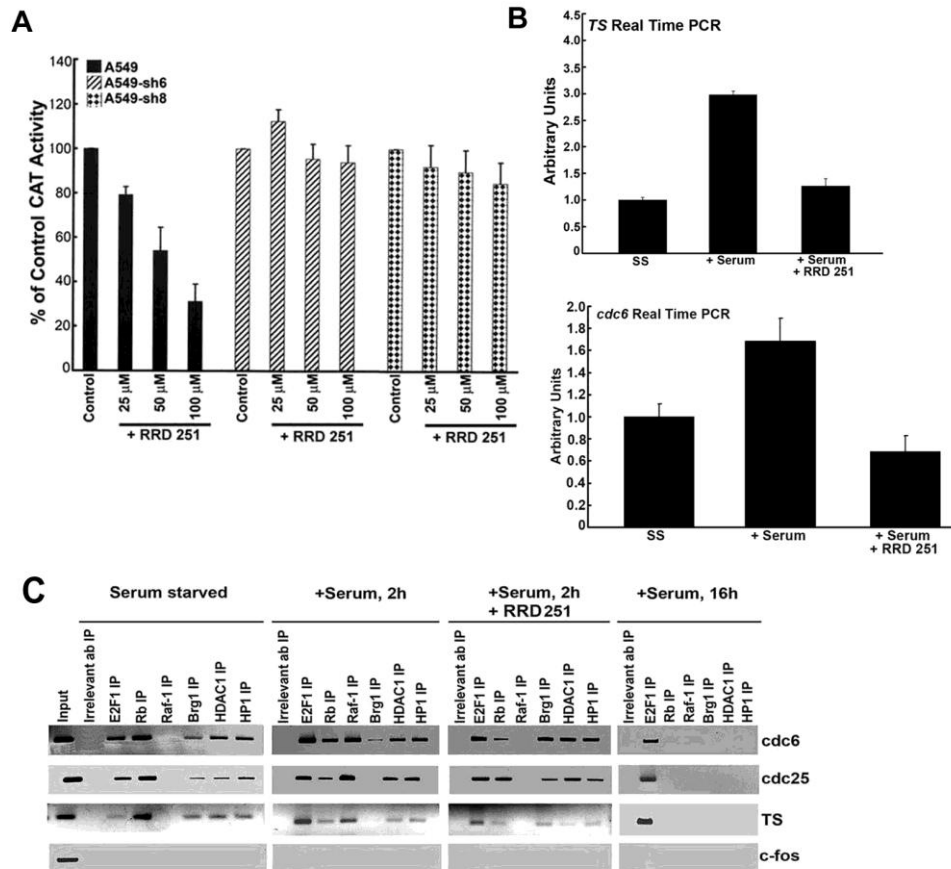 A
A549
A549-sh6
A549-sh8
% of Control CAT Activity
140
120
100
80
60
40
20
0
Control
25 µM
50 µM
100 µM
+ RRD 251
Control
25 µM
50 µM
100 µM
+ RRD 251
Control
25 µM
50 µM
100 µM
+ RRD 251
B
TS Real Time PCR
Arbitrary Units
4.5
4.0
3.5
3.0
2.5
2.0
1.5
1.0
0.5
0
SS
+ Serum
+ Serum
+ RRD 251
cdc6 Real Time PCR
Arbitrary Units
2.0
1.8
1.6
1.4
1.2
1.0
0.8
0.6
0.4
0.2
0
SS
+ Serum
+ Serum
+ RRD 251
C
Serum starved
+Serum, 2h
+Serum, 2h
+ RRD 251
+Serum, 16h
Input
Irrelevant ab IP
E2F1 IP
Rb IP
Raf-1 IP
Brg1 IP
HDAC1 IP
HP1 IP
Irrelevant ab IP
E2F1 IP
Rb IP
Raf-1 IP
Brg1 IP
HDAC1 IP
HP1 IP
Irrelevant ab IP
E2F1 IP
Rb IP
Raf-1 IP
Brg1 IP
HDAC1 IP
HP1 IP
Irrelevant ab IP
E2F1 IP
Rb IP
Raf-1 IP
Brg1 IP
HDAC1 IP
HP1 IP
cdc6
cdc25
TS
c-fos